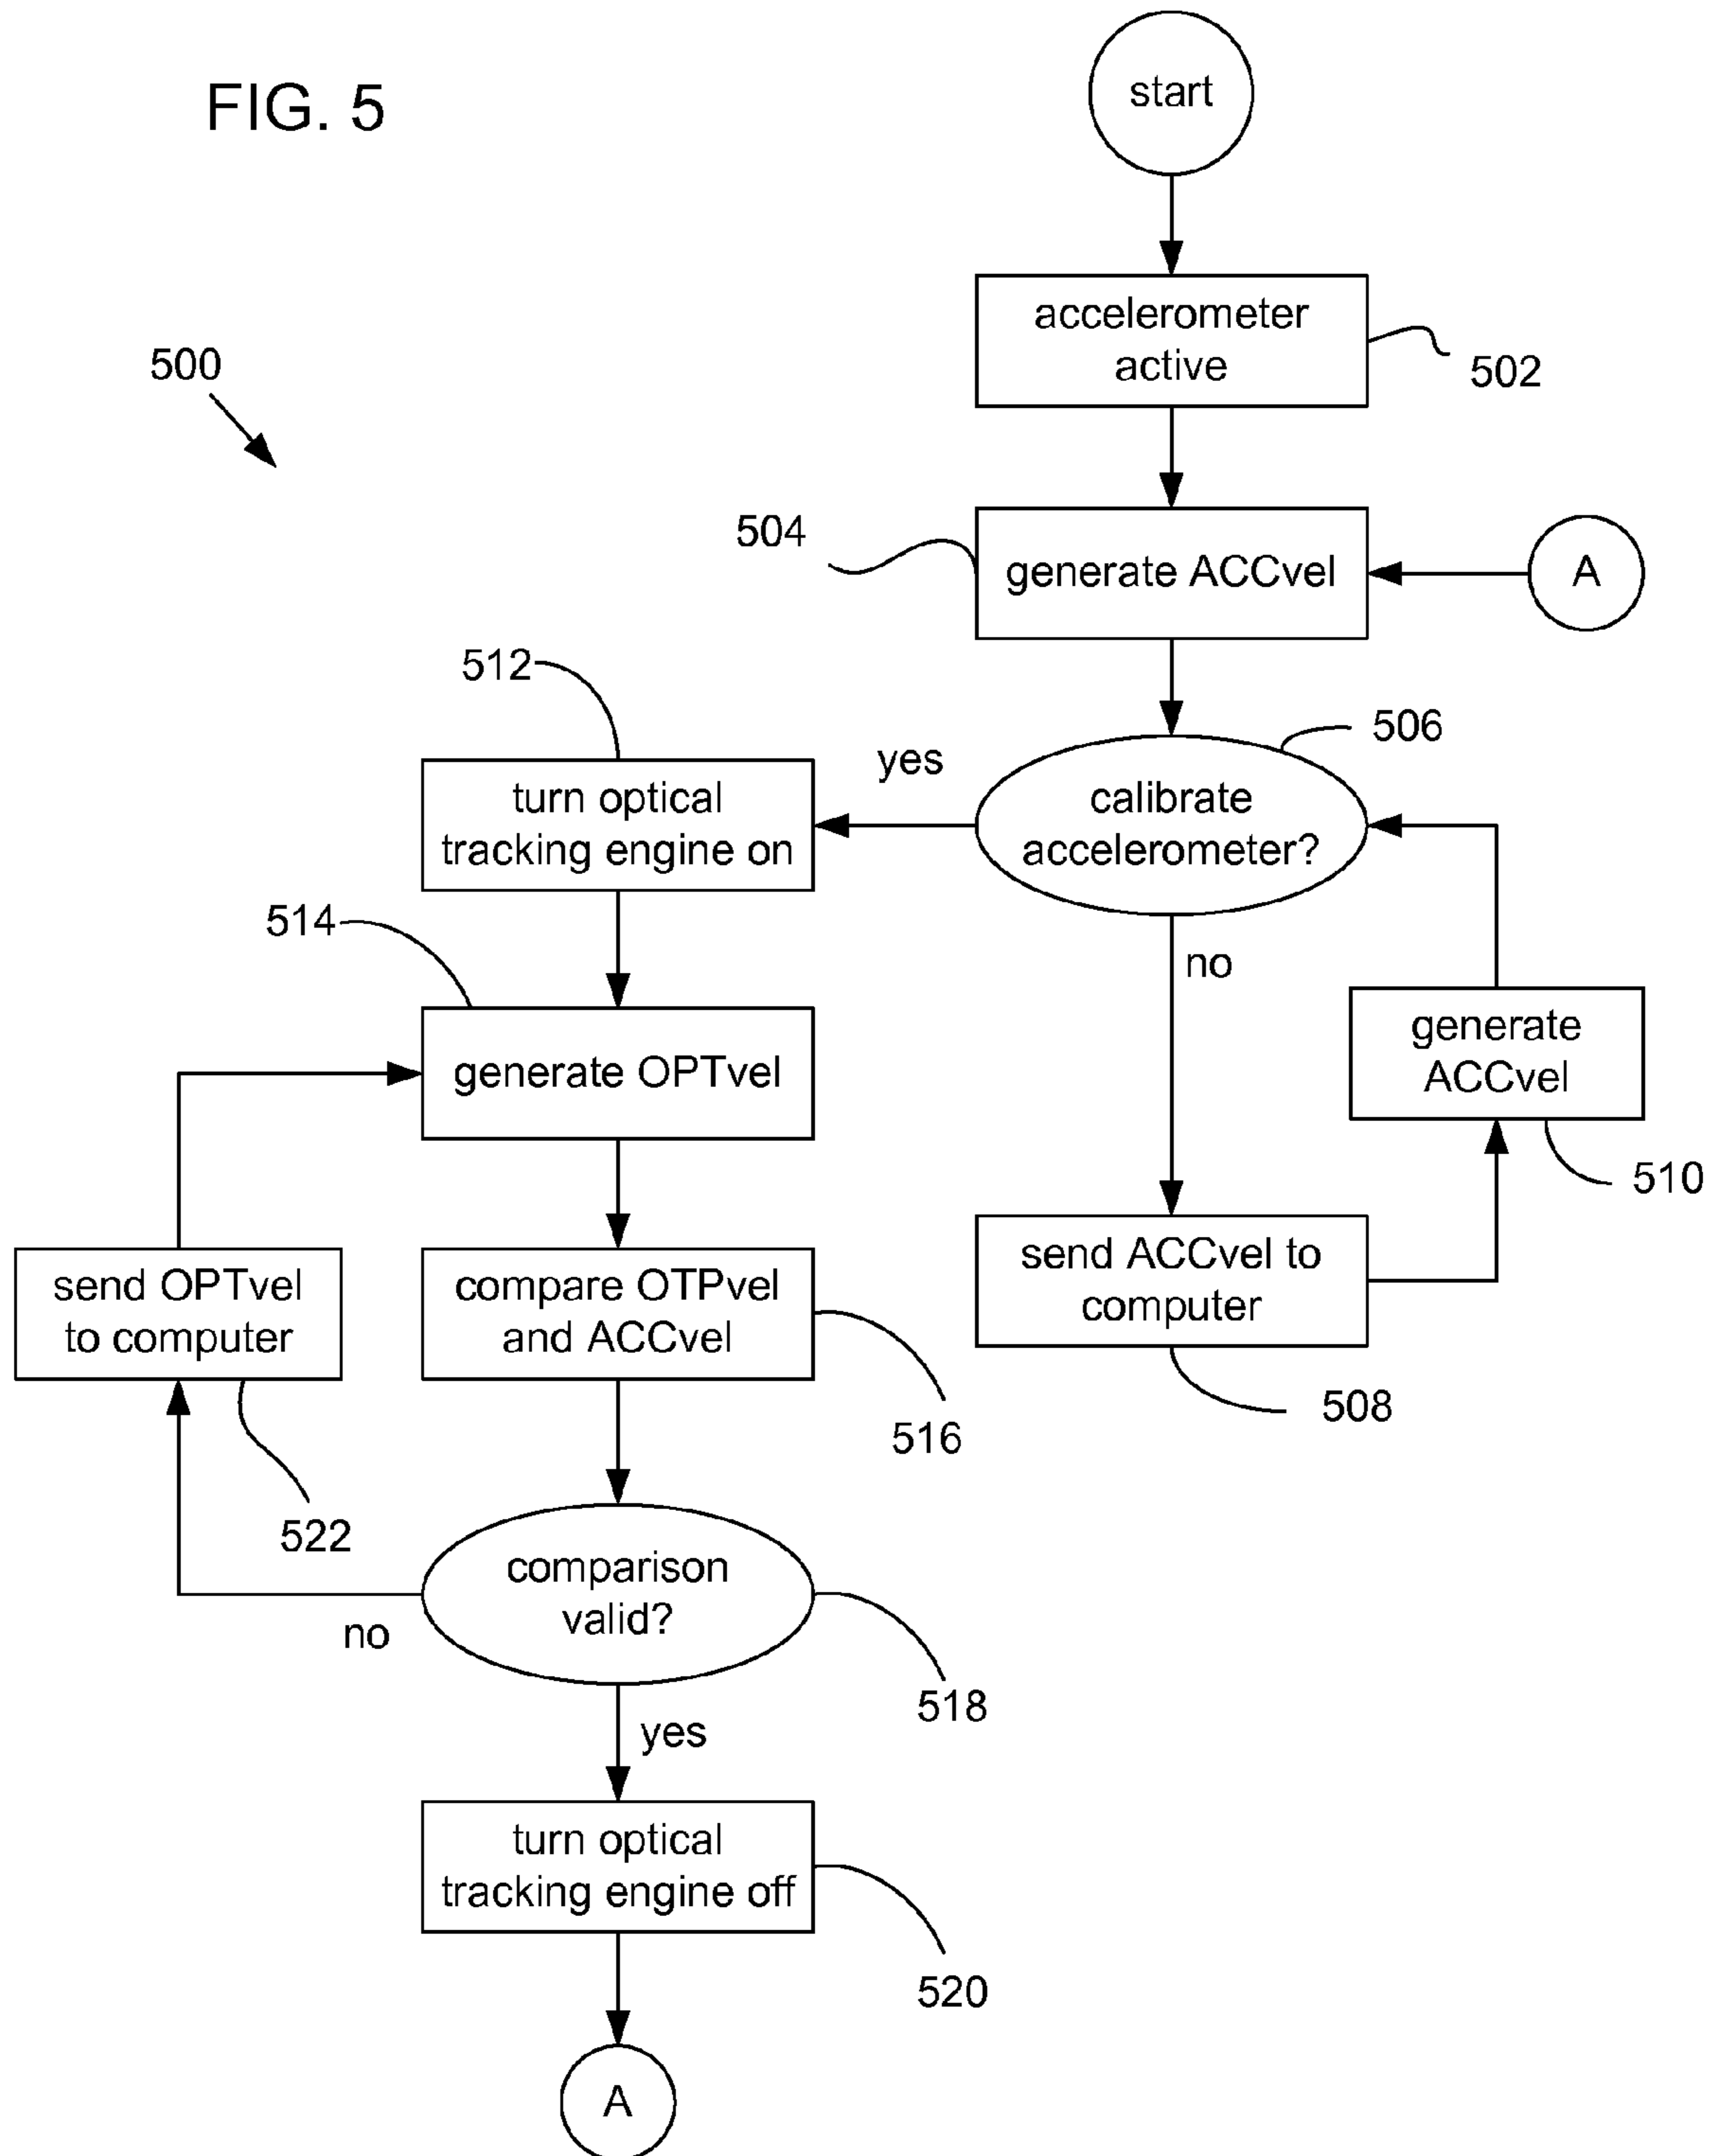 FIG. 5
start
500
accelerometer
active
502
504
generate ACCvel
A
512
506
yes
turn optical
tracking engine on
calibrate
accelerometer?
514
no
generate OPTvel
generate
ACCvel
510
send OPTvel
to computer
compare OTPvel
and ACCvel
send ACCvel to
computer
508
516
522
comparison
valid?
no
518
yes
turn optical
tracking engine off
520
A